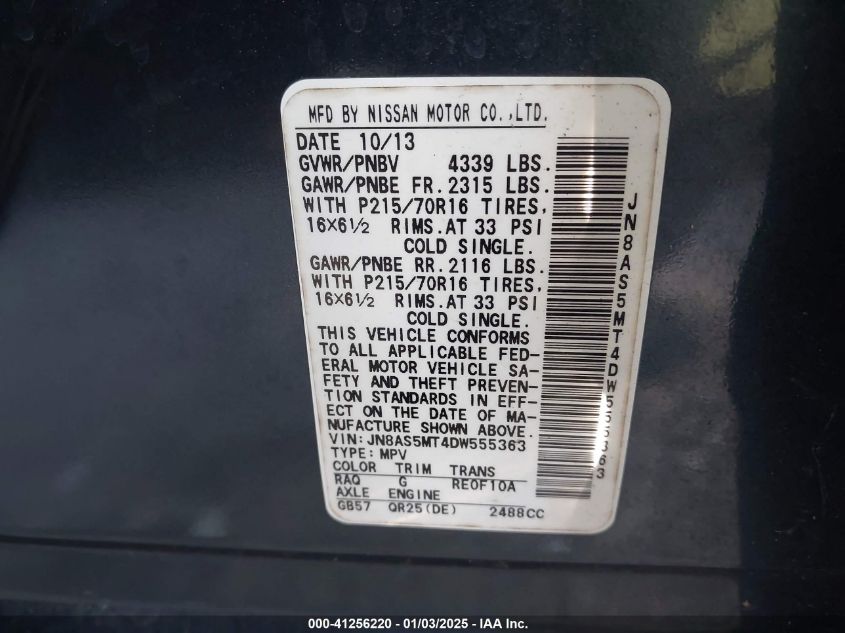 MFD BY NISSAN MOTOR CO.,LTD.
DATE 10/13
GVWR/PNBV 4339 LBS.
GAWR/PNBE FR.2315 LBS.
WITH P215/70R16 TIRES,
16X6½ RIMS.AT 33 PSI
COLD SINGLE.
GAWR/PNBE RR.2116 LBS.
WITH P215/70R16 TIRES,
16X6½ RIMS.AT 33 PSI
COLD SINGLE.
THIS VEHICLE CONFORMS
TO ALL APPLICABLE FED-
ERAL MOTOR VEHICLE SA-
FETY AND THEFT PREVEN-
TION STANDARDS IN EFF-
ECT ON THE DATE OF MA-
NUFACTURE SHOWN ABOVE.
VIN:JN8AS5MT4DW555363
TYPE:MPV
COLOR TRIM TRANS
RAQ G RE0F10A
AXLE ENGINE
GB57 QR25(DE) 2488CC
JN8AS5MT4DW555363
000-41256220 - 01/03/2025 - IAA Inc.